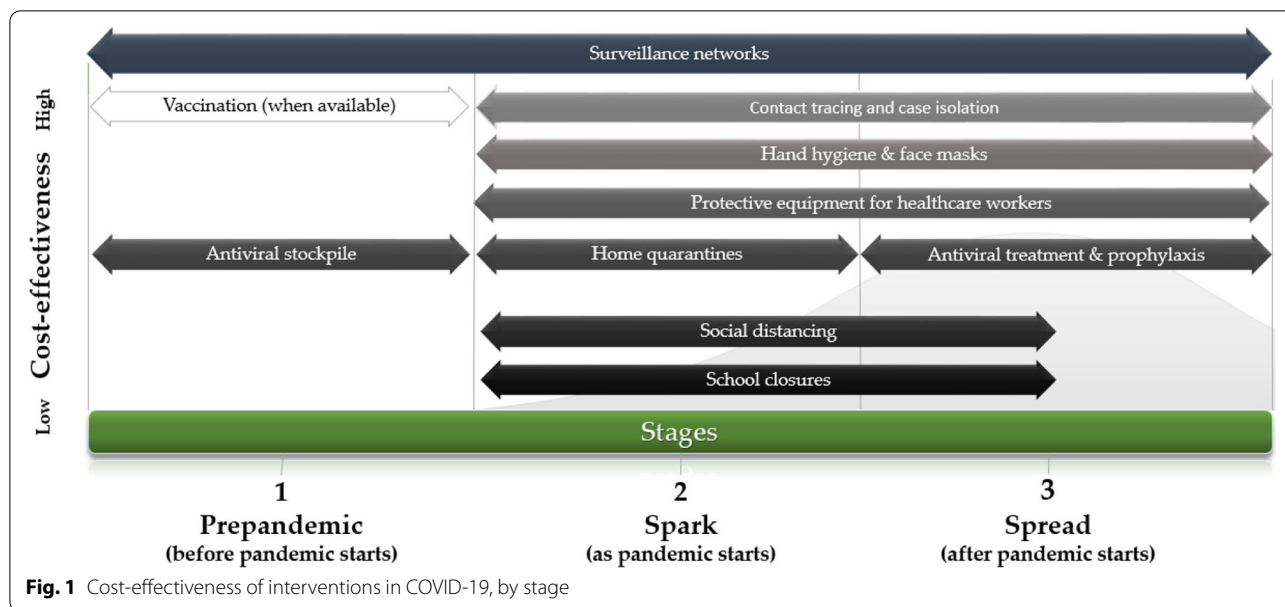 Surveillance networks
High
Vaccination (when available)
Contact tracing and case isolation
Hand hygiene & face masks
Protective equipment for healthcare workers
Cost-effectiveness
Antiviral stockpile
Home quarantines
Antiviral treatment & prophylaxis
Social distancing
School closures
Low
Stages
1
2
3
Prepandemic
Spark
Spread
(before pandemic starts)
(as pandemic starts)
(after pandemic starts)
Fig. 1 Cost-effectiveness of interventions in COVID-19, by stage